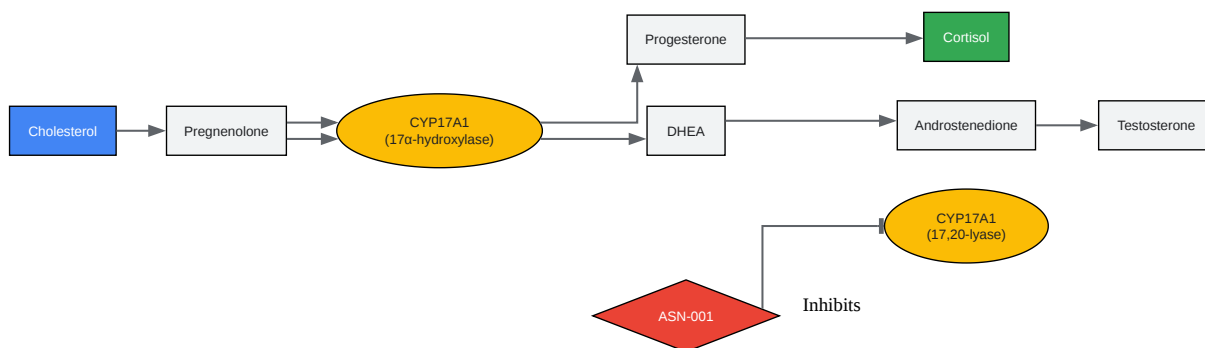 Progesterone
Cortisol
Cholesterol
Pregnenolone
CYP17A1
(17α-hydroxylase)
DHEA
Androstenedione
Testosterone
CYP17A1
(17,20-lyase)
ASN-001
Inhibits